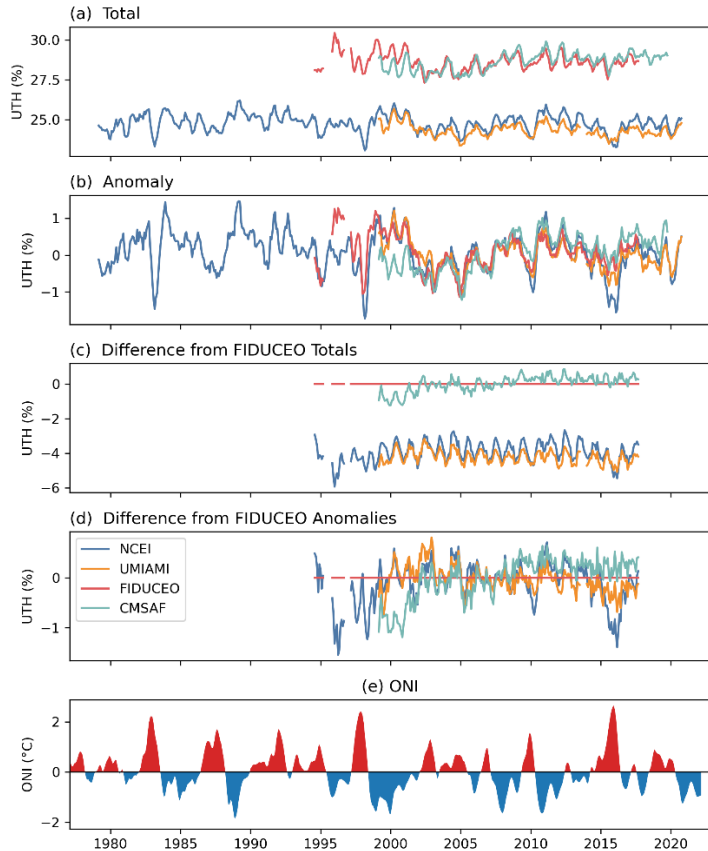 (a) Total
30.0
27.5
25.0
UTH (%)
(b) Anomaly
1
0
−1
UTH (%)
(c) Difference from FIDUCEO Totals
0
−2
−4
−6
UTH (%)
(d) Difference from FIDUCEO Anomalies
NCEI
UMIAMI
FIDUCEO
CMSAF
0
−1
UTH (%)
(e) ONI
2
0
−2
ONI (°C)
1980 1985 1990 1995 2000 2005 2010 2015 2020